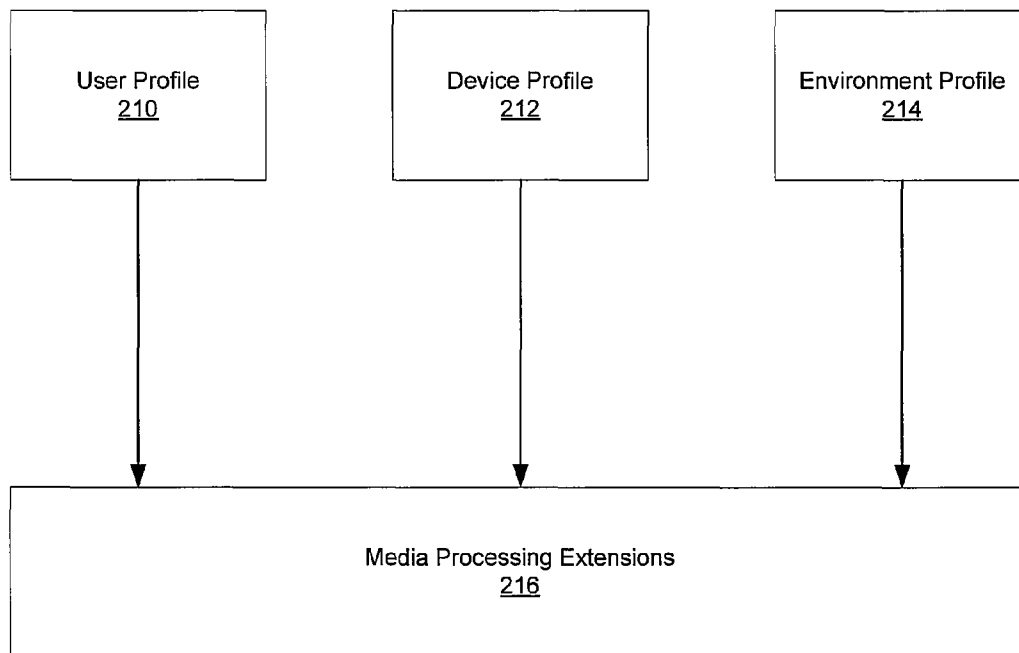 User Profile
210
Device Profile
212
Environment Profile
214
Media Processing Extensions
216